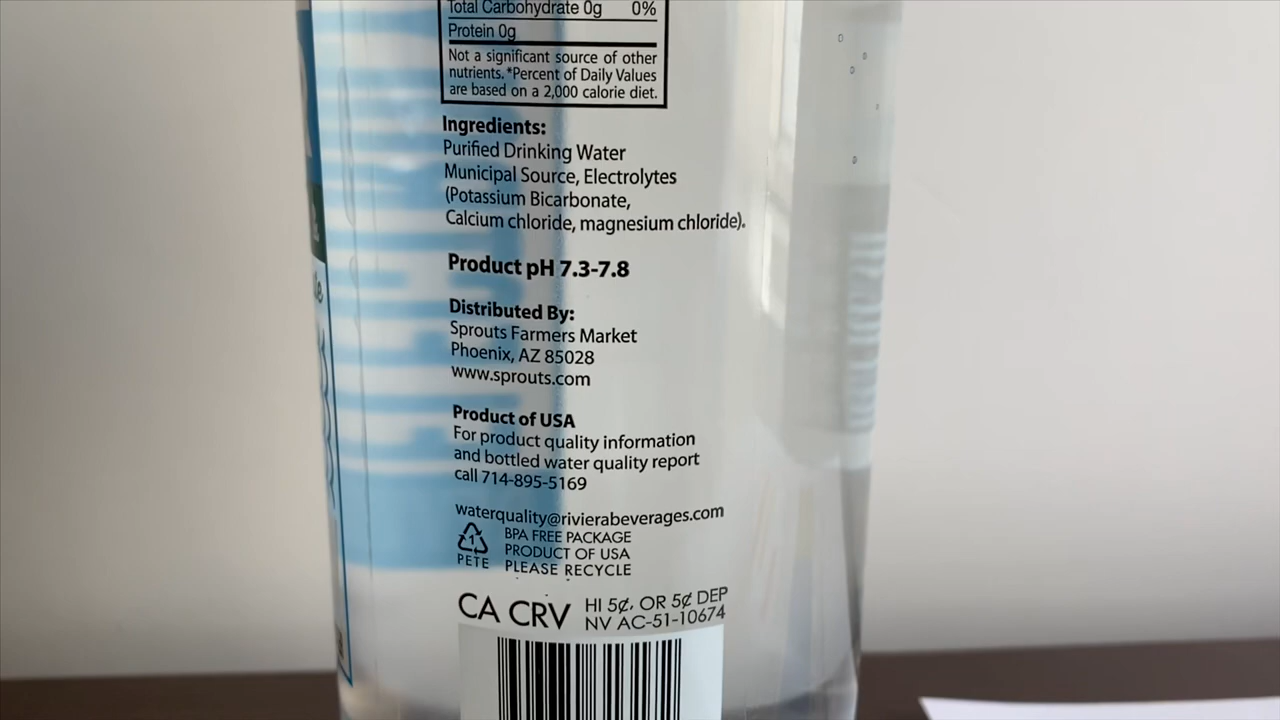 Total Carbohydrate 0g 0%
Protein 0g
Not a significant source of other
nutrients. *Percent of Daily Values
are based on a 2,000 calorie diet.
Ingredients:
Purified Drinking Water
Municipal Source, Electrolytes
(Potassium Bicarbonate,
Calcium chloride, magnesium chloride).
Product pH 7.3-7.8
Distributed By:
Sprouts Farmers Market
Phoenix, AZ 85028
www.sprouts.com
Product of USA
For product quality information
and bottled water quality report
call 714-895-5169
waterquality@rivierabeverages.com
1
PETE
BPA FREE PACKAGE
PRODUCT OF USA
PLEASE RECYCLE
CA CRV
HI 5¢, OR 5¢ DEP
NV AC-51-10674